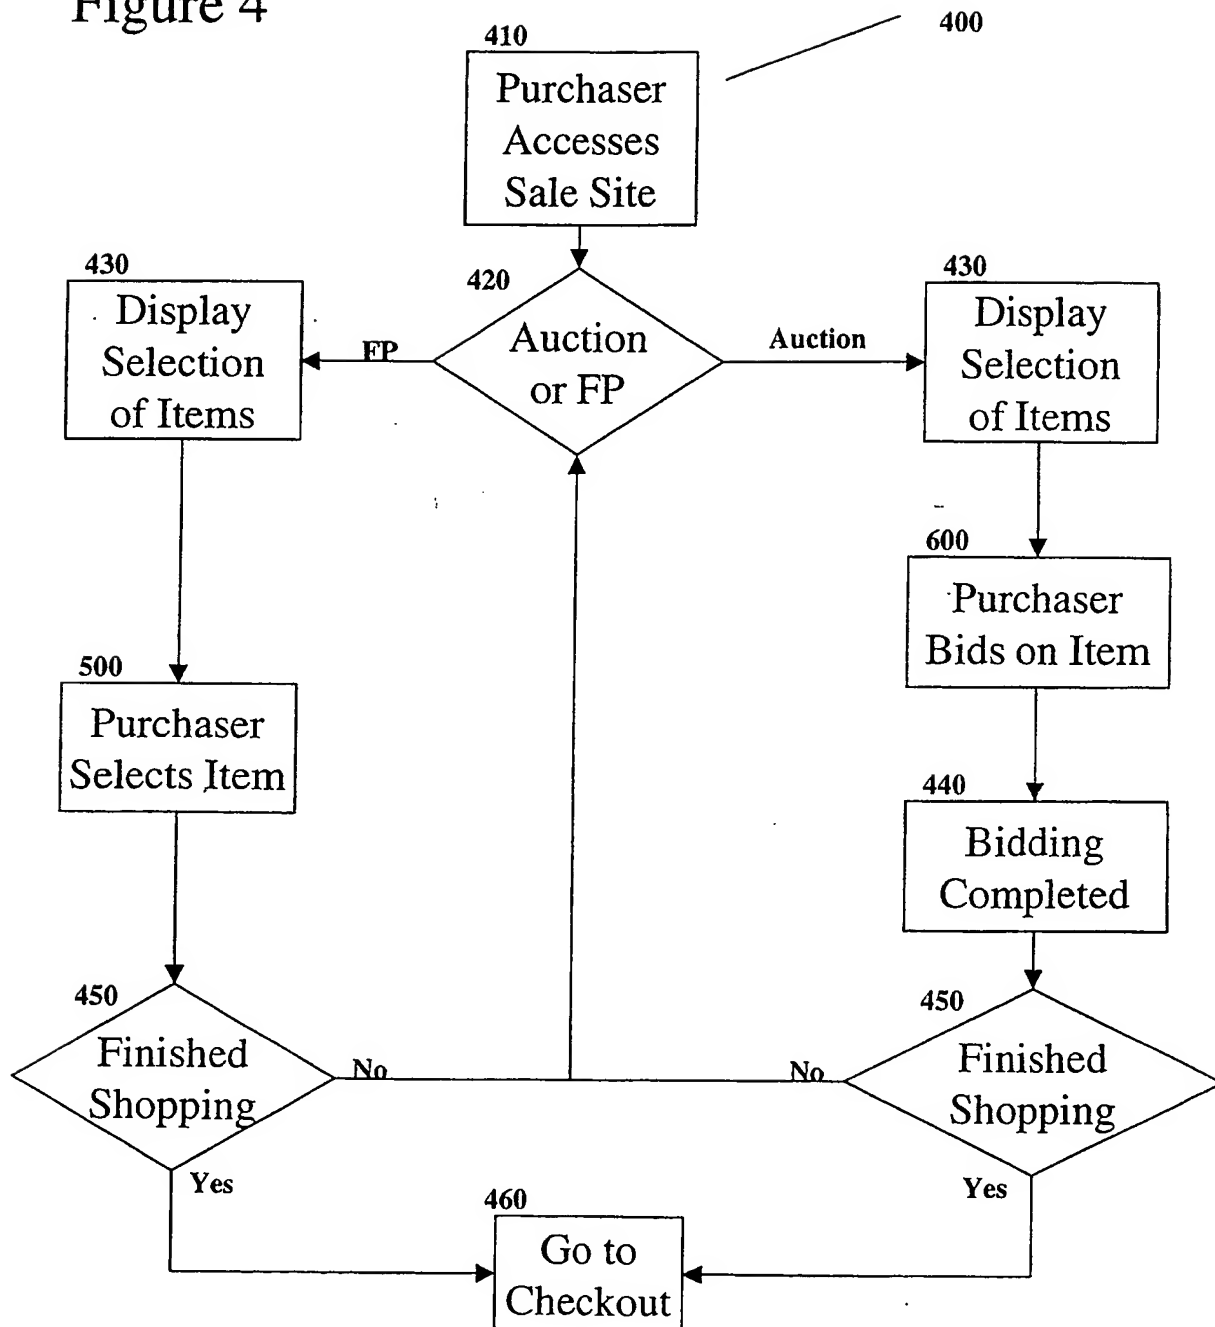 Figure 4
400
410
Purchaser
Accesses
Sale Site
420
Auction
or FP
FP
Auction
430
Display
Selection
of Items
430
Display
Selection
of Items
500
Purchaser
Selects Item
600
Purchaser
Bids on Item
440
Bidding
Completed
450
Finished
Shopping
No
Yes
450
Finished
Shopping
No
Yes
460
Go to
Checkout